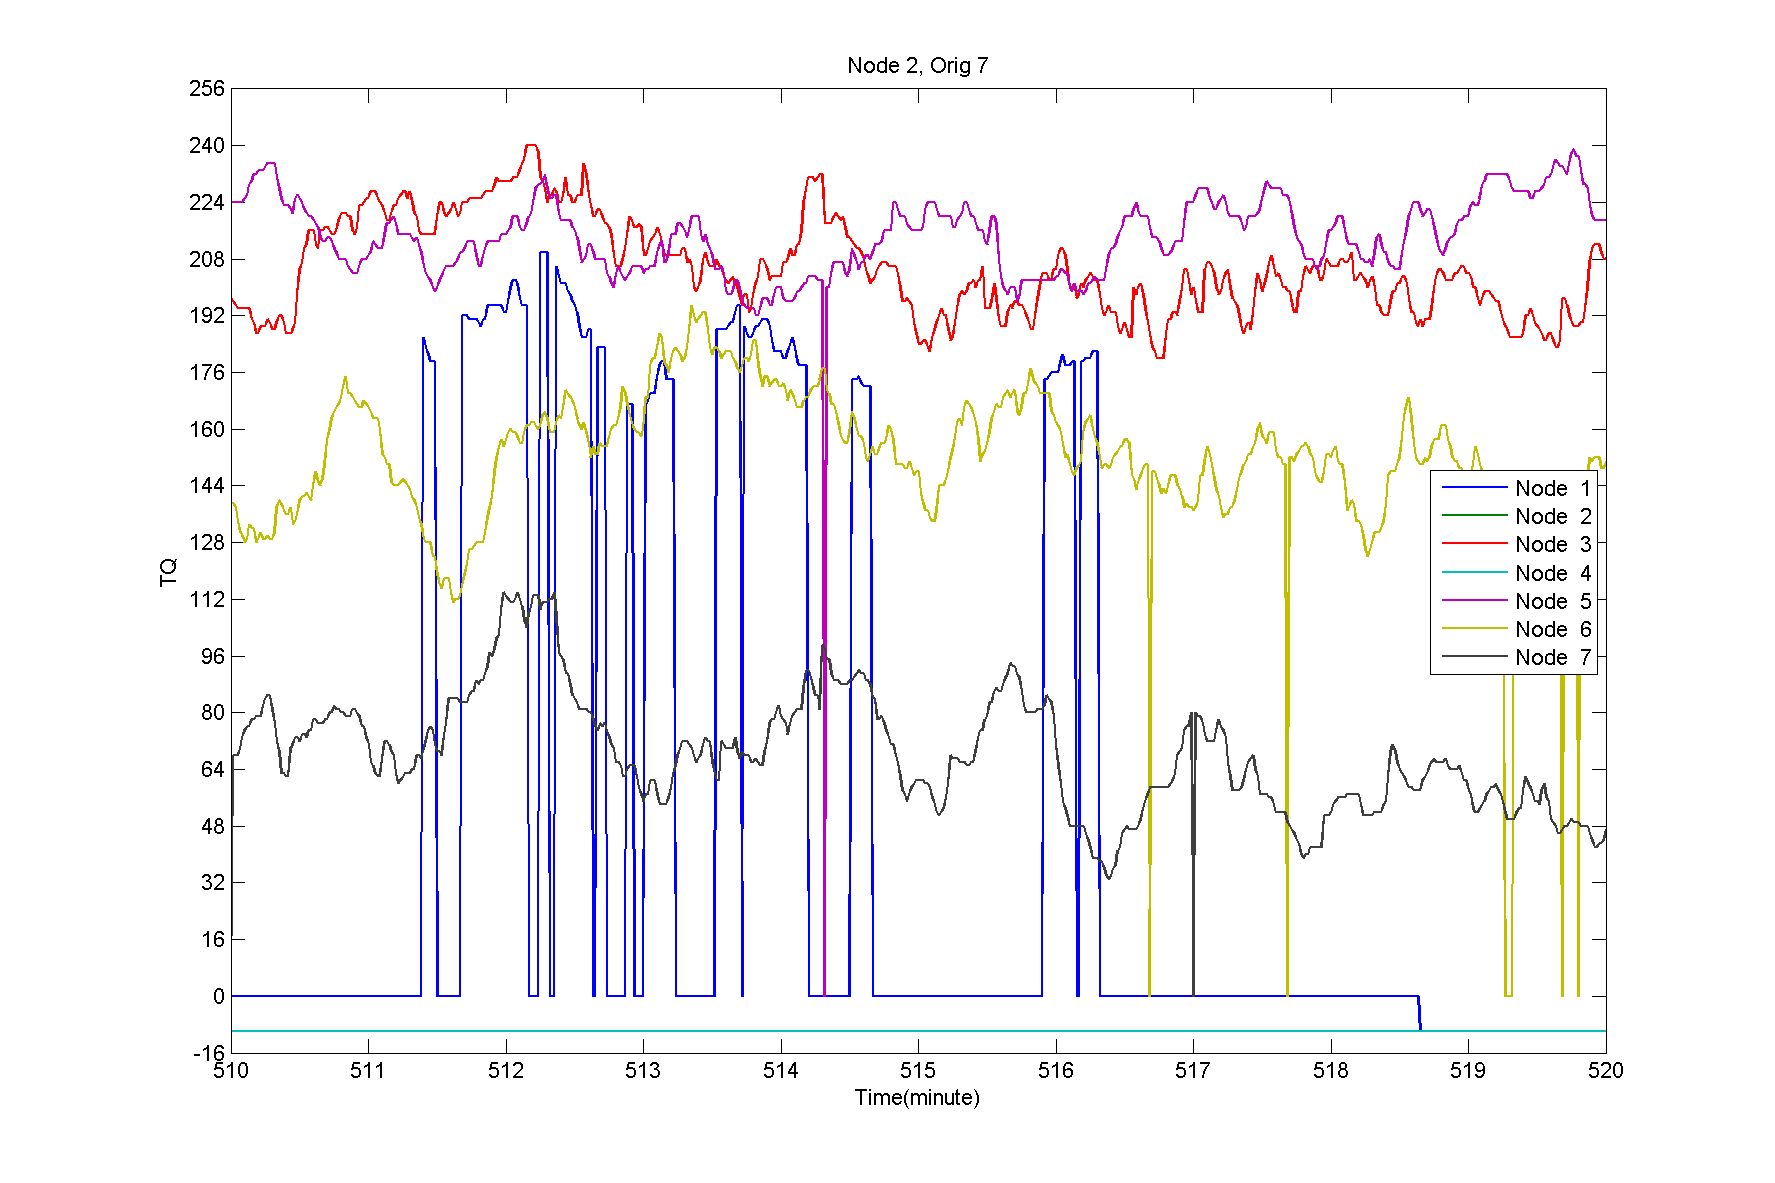 Node 2, Orig 7
256
240
224
208
192
176
160
144
128
112
96
80
64
48
32
16
0
-16
TQ
Node 1
Node 2
Node 3
Node 4
Node 5
Node 6
Node 7
510 511 512 513 514 515 516 517 518 519 520
Time(minute)